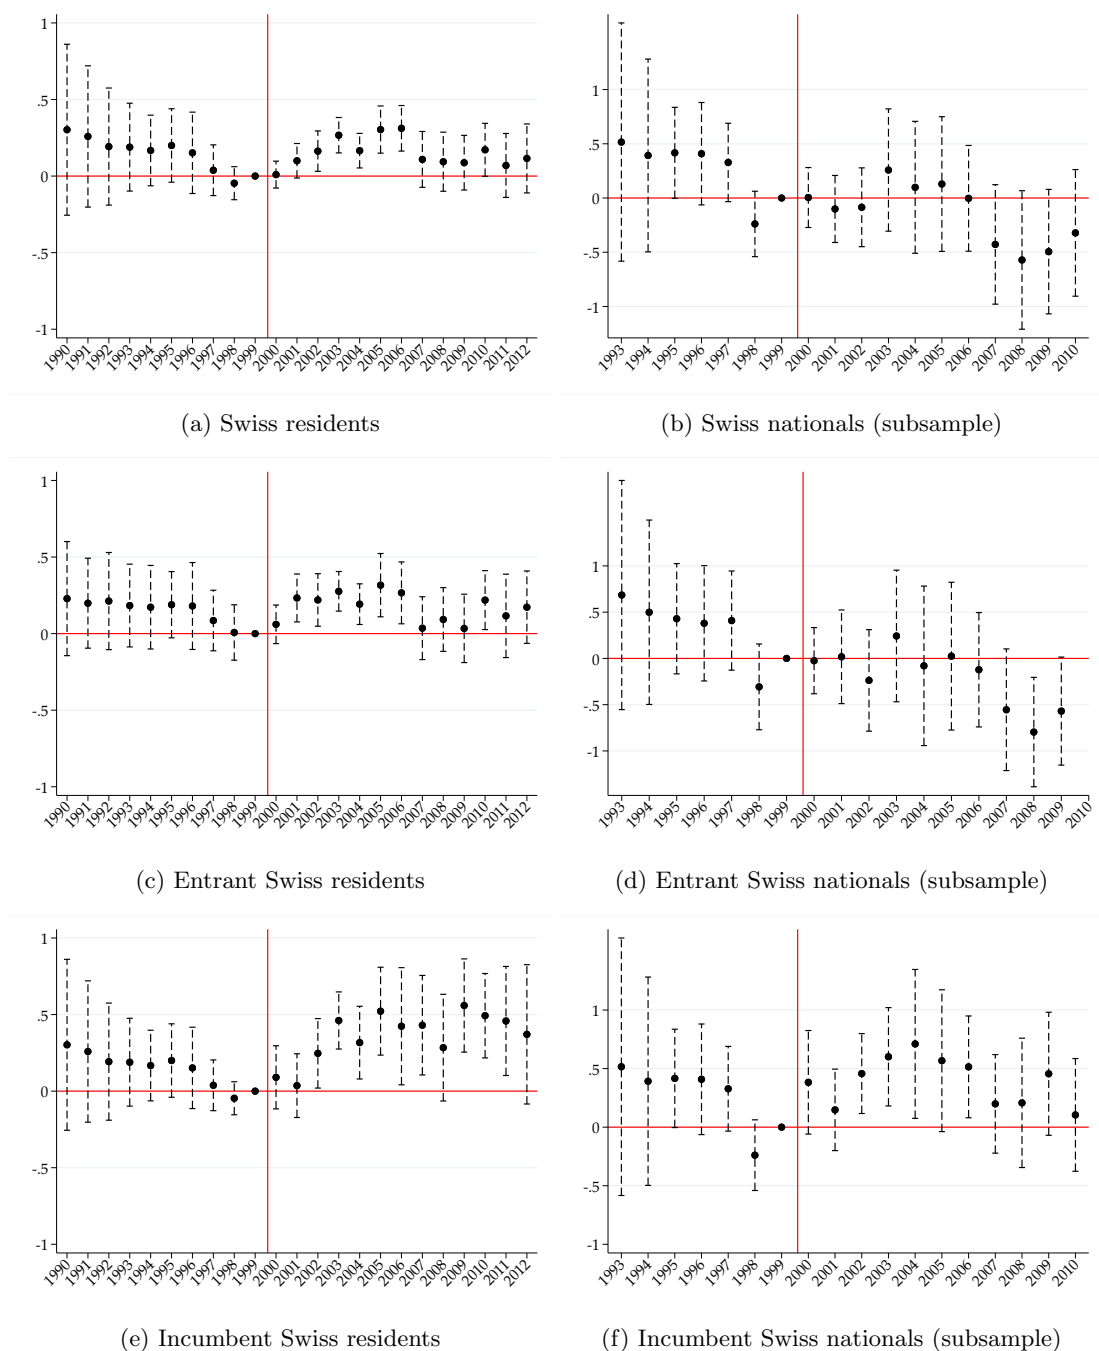 1
.5
0
-.5
-1
1990 1991 1992 1993 1994 1995 1996 1997 1998 1999 2000 2001 2002 2003 2004 2005 2006 2007 2008 2009 2010 2011 2012
(a) Swiss residents
1
.5
0
-.5
-1
1993 1994 1995 1996 1997 1998 1999 2000 2001 2002 2003 2004 2005 2006 2007 2008 2009 2010
(b) Swiss nationals (subsample)
1
.5
0
-.5
-1
1990 1991 1992 1993 1994 1995 1996 1997 1998 1999 2000 2001 2002 2003 2004 2005 2006 2007 2008 2009 2010 2011 2012
(c) Entrant Swiss residents
1
.5
0
-.5
-1
1993 1994 1995 1996 1997 1998 1999 2000 2001 2002 2003 2004 2005 2006 2007 2008 2009 2010
(d) Entrant Swiss nationals (subsample)
1
.5
0
-.5
-1
1990 1991 1992 1993 1994 1995 1996 1997 1998 1999 2000 2001 2002 2003 2004 2005 2006 2007 2008 2009 2010 2011 2012
(e) Incumbent Swiss residents
1
.5
0
-.5
-1
1993 1994 1995 1996 1997 1998 1999 2000 2001 2002 2003 2004 2005 2006 2007 2008 2009 2010
(f) Incumbent Swiss nationals (subsample)